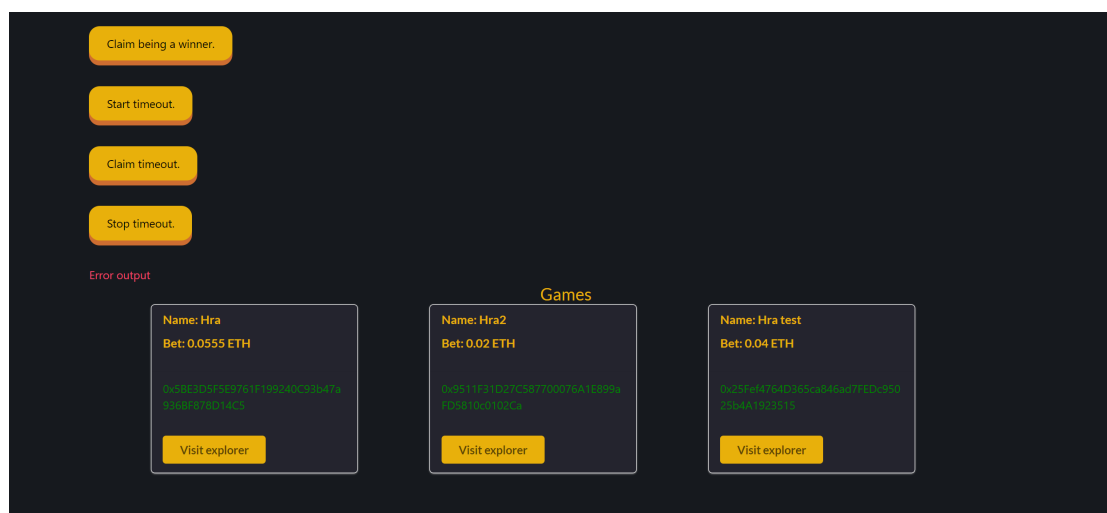 Claim being a winner.
Start timeout.
Claim timeout.
Stop timeout.
Error output
Games
Name: Hra
Bet: 0.0555 ETH
0x5BE3D5F5E9761F199240C93b47a
936BF878D14C5
Visit explorer
Name: Hra2
Bet: 0.02 ETH
0x9511F31D27C587700076A1E899a
FD5810c0102Ca
Visit explorer
Name: Hra test
Bet: 0.04 ETH
0x25Fef4764D365ca846ad7FEDc950
25b4A1923515
Visit explorer